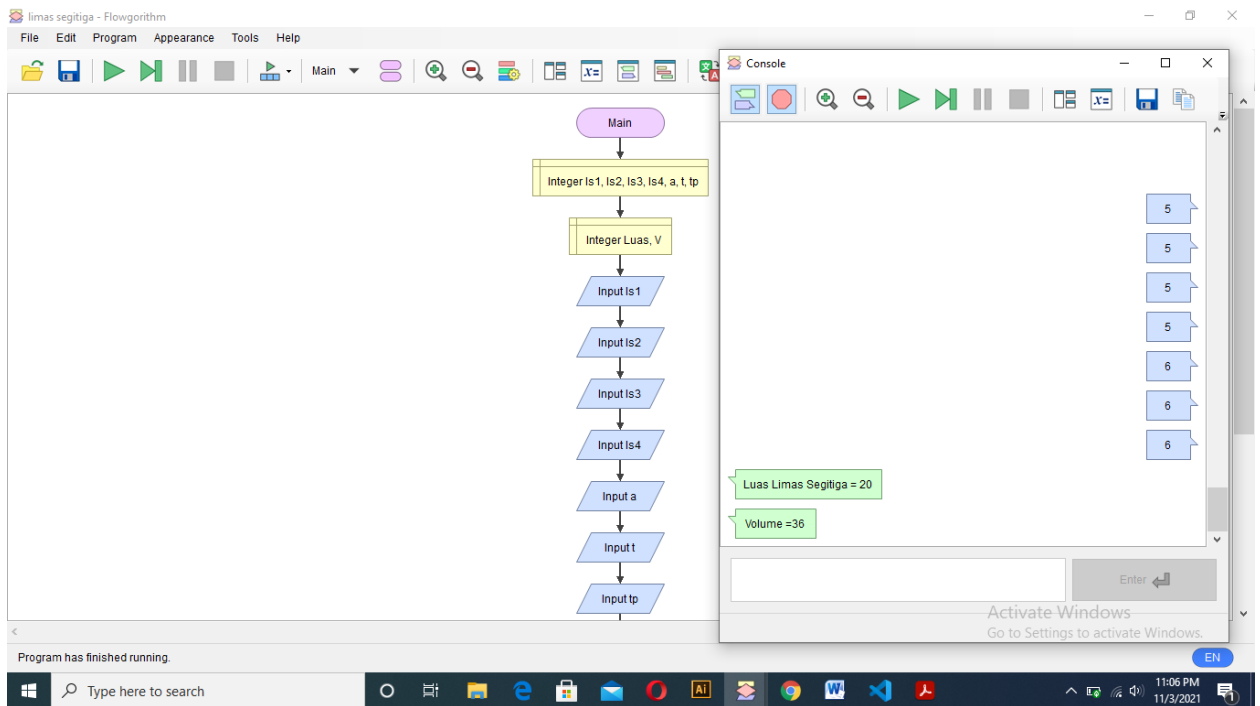 limas segitiga - Flowgorithm
File Edit Program Appearance Tools Help
Main
Console
Main
Integer ls1, ls2, ls3, ls4, a, t, tp
Integer Luas, V
Input ls1
Input ls2
Input ls3
Input ls4
Input a
Input t
Input tp
5
5
5
5
6
6
6
Luas Limas Segitiga = 20
Volume =36
Enter
Activate Windows
Go to Settings to activate Windows.
Program has finished running.
EN
Type here to search
11:06 PM
11/3/2021